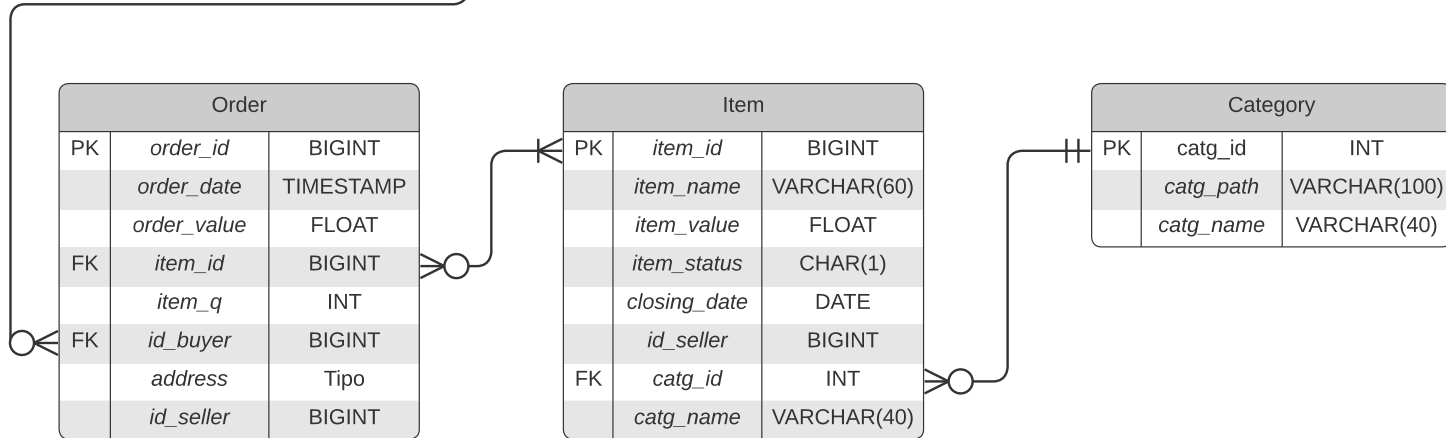 Order
PK order_id BIGINT
order_date TIMESTAMP
order_value FLOAT
FK item_id BIGINT
item_q INT
FK id_buyer BIGINT
address Tipo
id_seller BIGINT
Item
PK item_id BIGINT
item_name VARCHAR(60)
item_value FLOAT
item_status CHAR(1)
closing_date DATE
id_seller BIGINT
FK catg_id INT
catg_name VARCHAR(40)
Category
PK catg_id INT
catg_path VARCHAR(100)
catg_name VARCHAR(40)